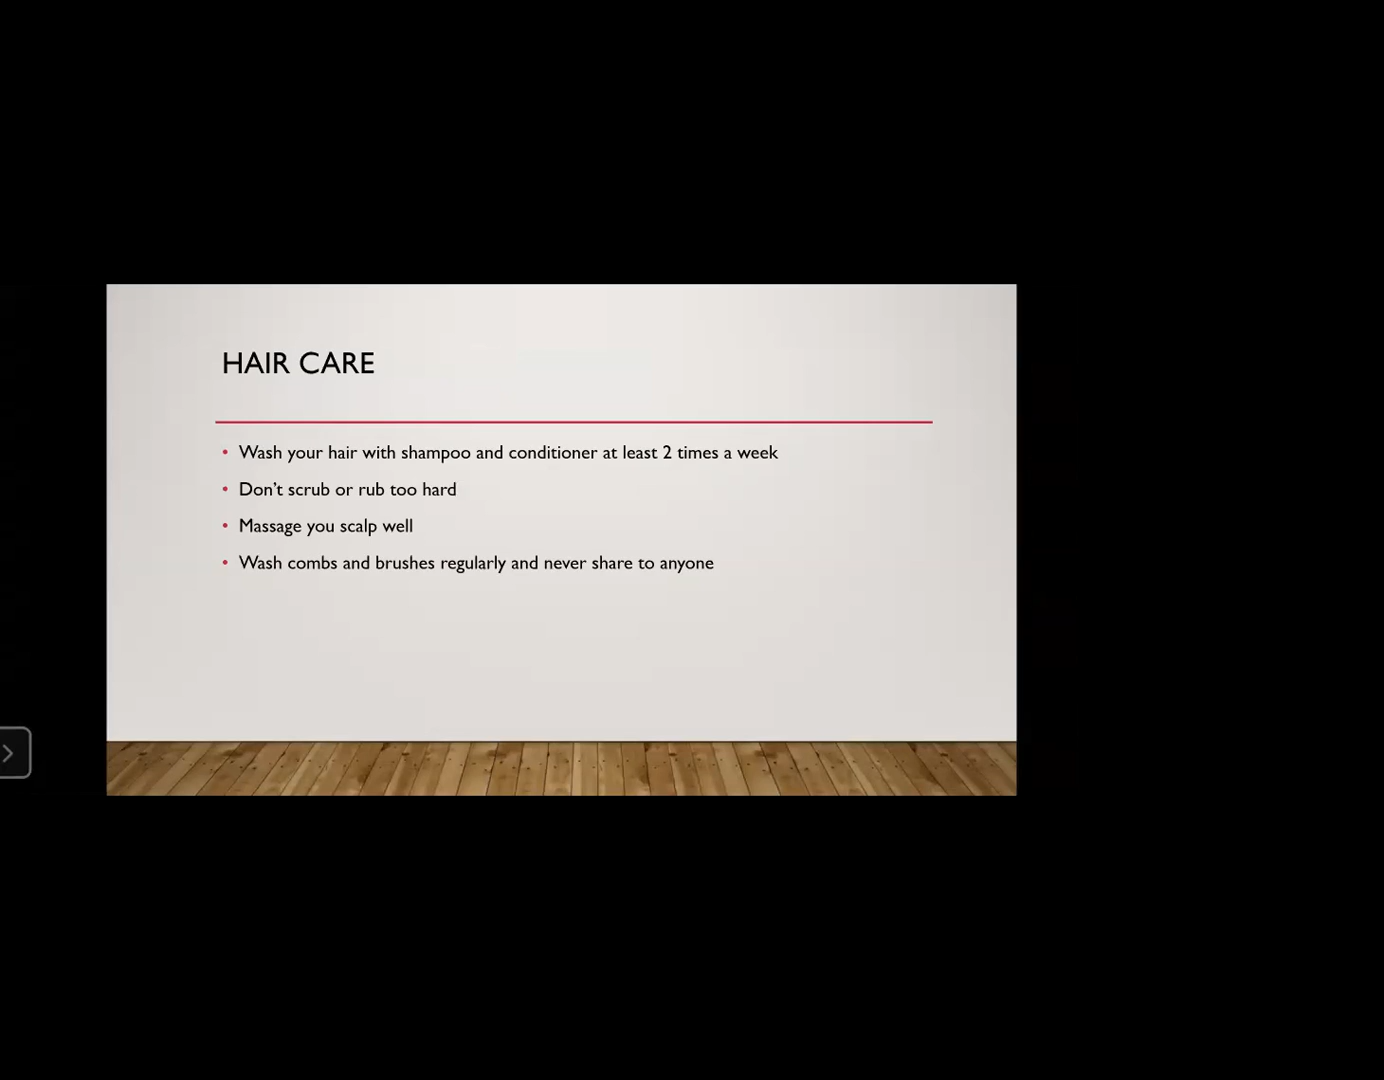 HAIR CARE
• Wash your hair with shampoo and conditioner at least 2 times a week
• Don’t scrub or rub too hard
• Massage you scalp well
• Wash combs and brushes regularly and never share to anyone